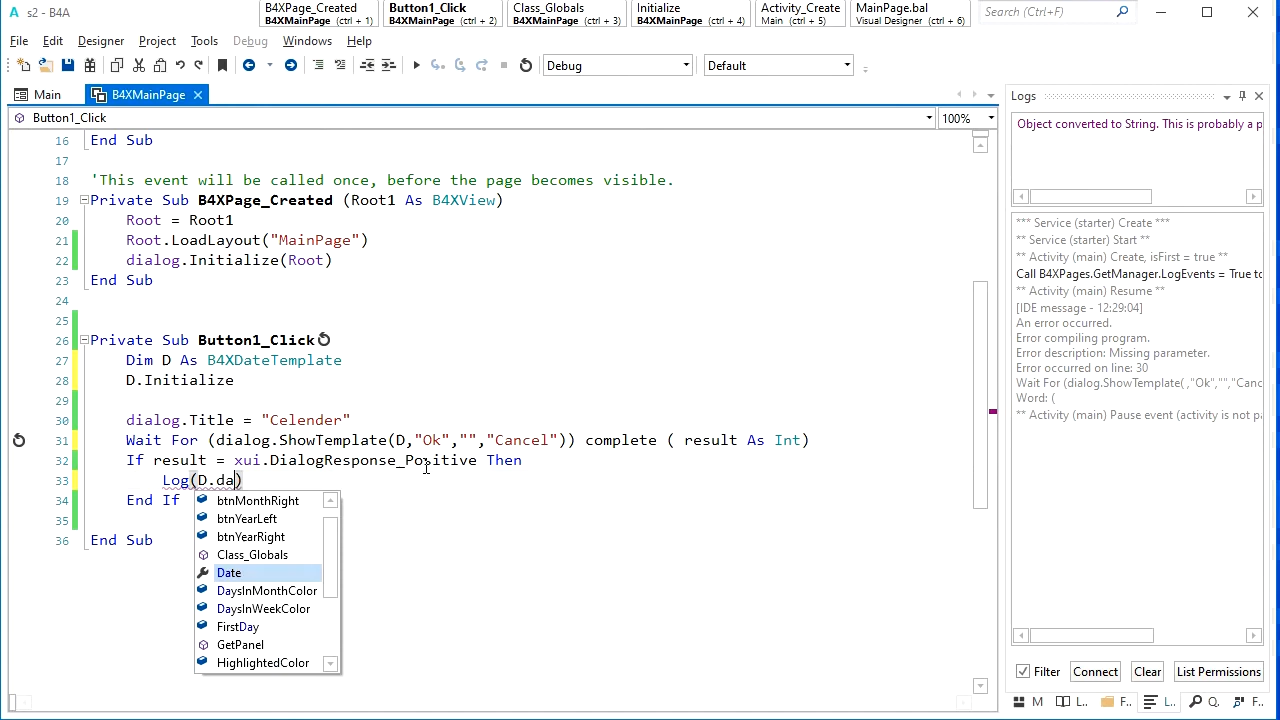 A s2 - B4A
B4XPage_Created
B4XMainPage (ctrl + 1)
Button1_Click
B4XMainPage (ctrl + 2)
Class_Globals
B4XMainPage (ctrl + 3)
Initialize
B4XMainPage (ctrl + 4)
Activity_Create
Main (ctrl + 5)
MainPage.bal
Visual Designer (ctrl + 6)
Search (Ctrl+F)
File Edit Designer Project Tools Debug Windows Help
Debug Default
Main B4XMainPage
Button1_Click 100%
16 End Sub
17
18 'This event will be called once, before the page becomes visible.
19 Private Sub B4XPage_Created (Root1 As B4XView)
20 Root = Root1
21 Root.LoadLayout("MainPage")
22 dialog.Initialize(Root)
23 End Sub
24
25
26 Private Sub Button1_Click
27 Dim D As B4XDateTemplate
28 D.Initialize
29
30 dialog.Title = "Celender"
31 Wait For (dialog.ShowTemplate(D,"Ok","","Cancel")) complete ( result As Int)
32 If result = xui.DialogResponse_Positive Then
33 Log(D.da)
34 End If
35
36 End Sub
btnMonthRight
btnYearLeft
btnYearRight
Class_Globals
Date
DaysInMonthColor
DaysInWeekColor
FirstDay
GetPanel
HighlightedColor
Logs
Object converted to String. This is probably a p
*** Service (starter) Create ***
** Service (starter) Start **
** Activity (main) Create, isFirst = true **
Call B4XPages.GetManager.LogEvents = True to
** Activity (main) Resume **
[IDE message - 12:29:04]
An error occurred.
Error compiling program.
Error description: Missing parameter.
Error occurred on line: 30
Wait For (dialog.ShowTemplate( ,"Ok","","Canc
Word: (
** Activity (main) Pause event (activity is not pa
Filter Connect Clear List Permissions
M L.. F.. L.. Q. F..